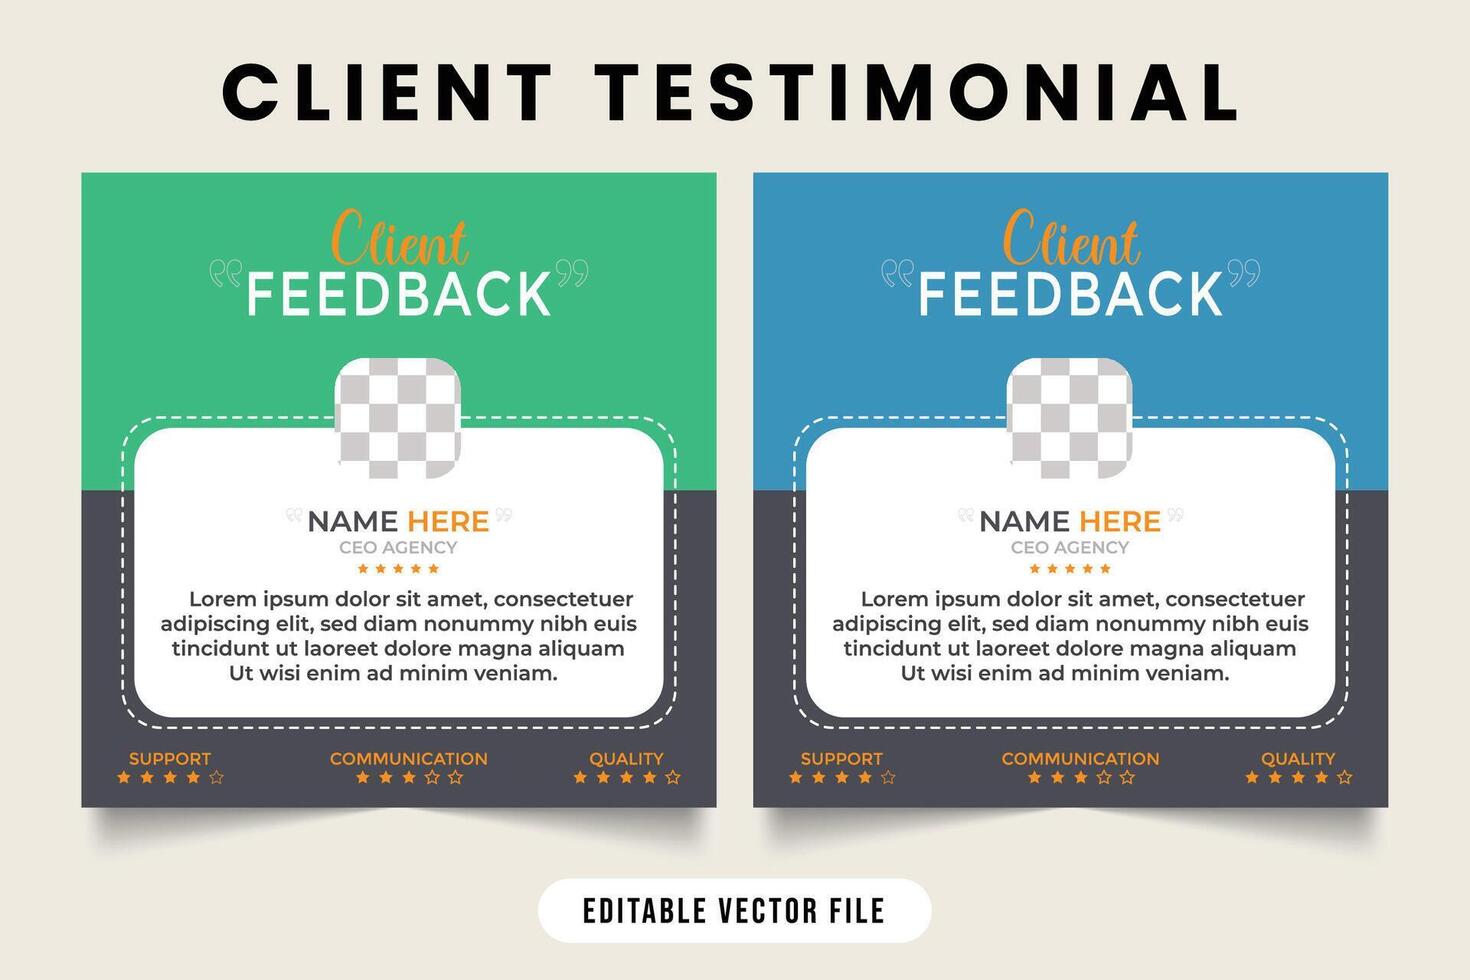 CLIENT TESTIMONIAL
Client
“FEEDBACK”
“NAME HERE”
CEO AGENCY
Lorem ipsum dolor sit amet, consectetuer
adipiscing elit, sed diam nonummy nibh euis
tincidunt ut laoreet dolore magna aliquam
Ut wisi enim ad minim veniam.
SUPPORT COMMUNICATION QUALITY
Client
“FEEDBACK”
“NAME HERE”
CEO AGENCY
Lorem ipsum dolor sit amet, consectetuer
adipiscing elit, sed diam nonummy nibh euis
tincidunt ut laoreet dolore magna aliquam
Ut wisi enim ad minim veniam.
SUPPORT COMMUNICATION QUALITY
EDITABLE VECTOR FILE